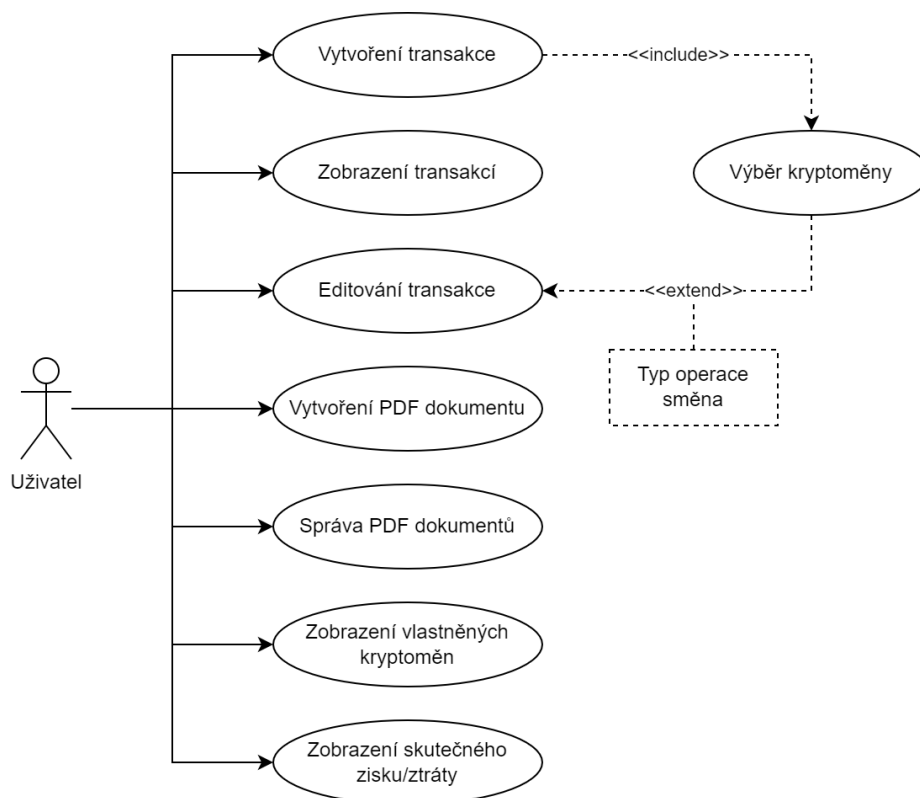 Vytvoření transakce
<<include>>
Zobrazení transakcí
Výběr kryptoměny
Editování transakce
<<extend>>
Typ operace
směna
Vytvoření PDF dokumentu
Uživatel
Správa PDF dokumentů
Zobrazení vlastněných
kryptoměn
Zobrazení skutečného
zisku/ztráty